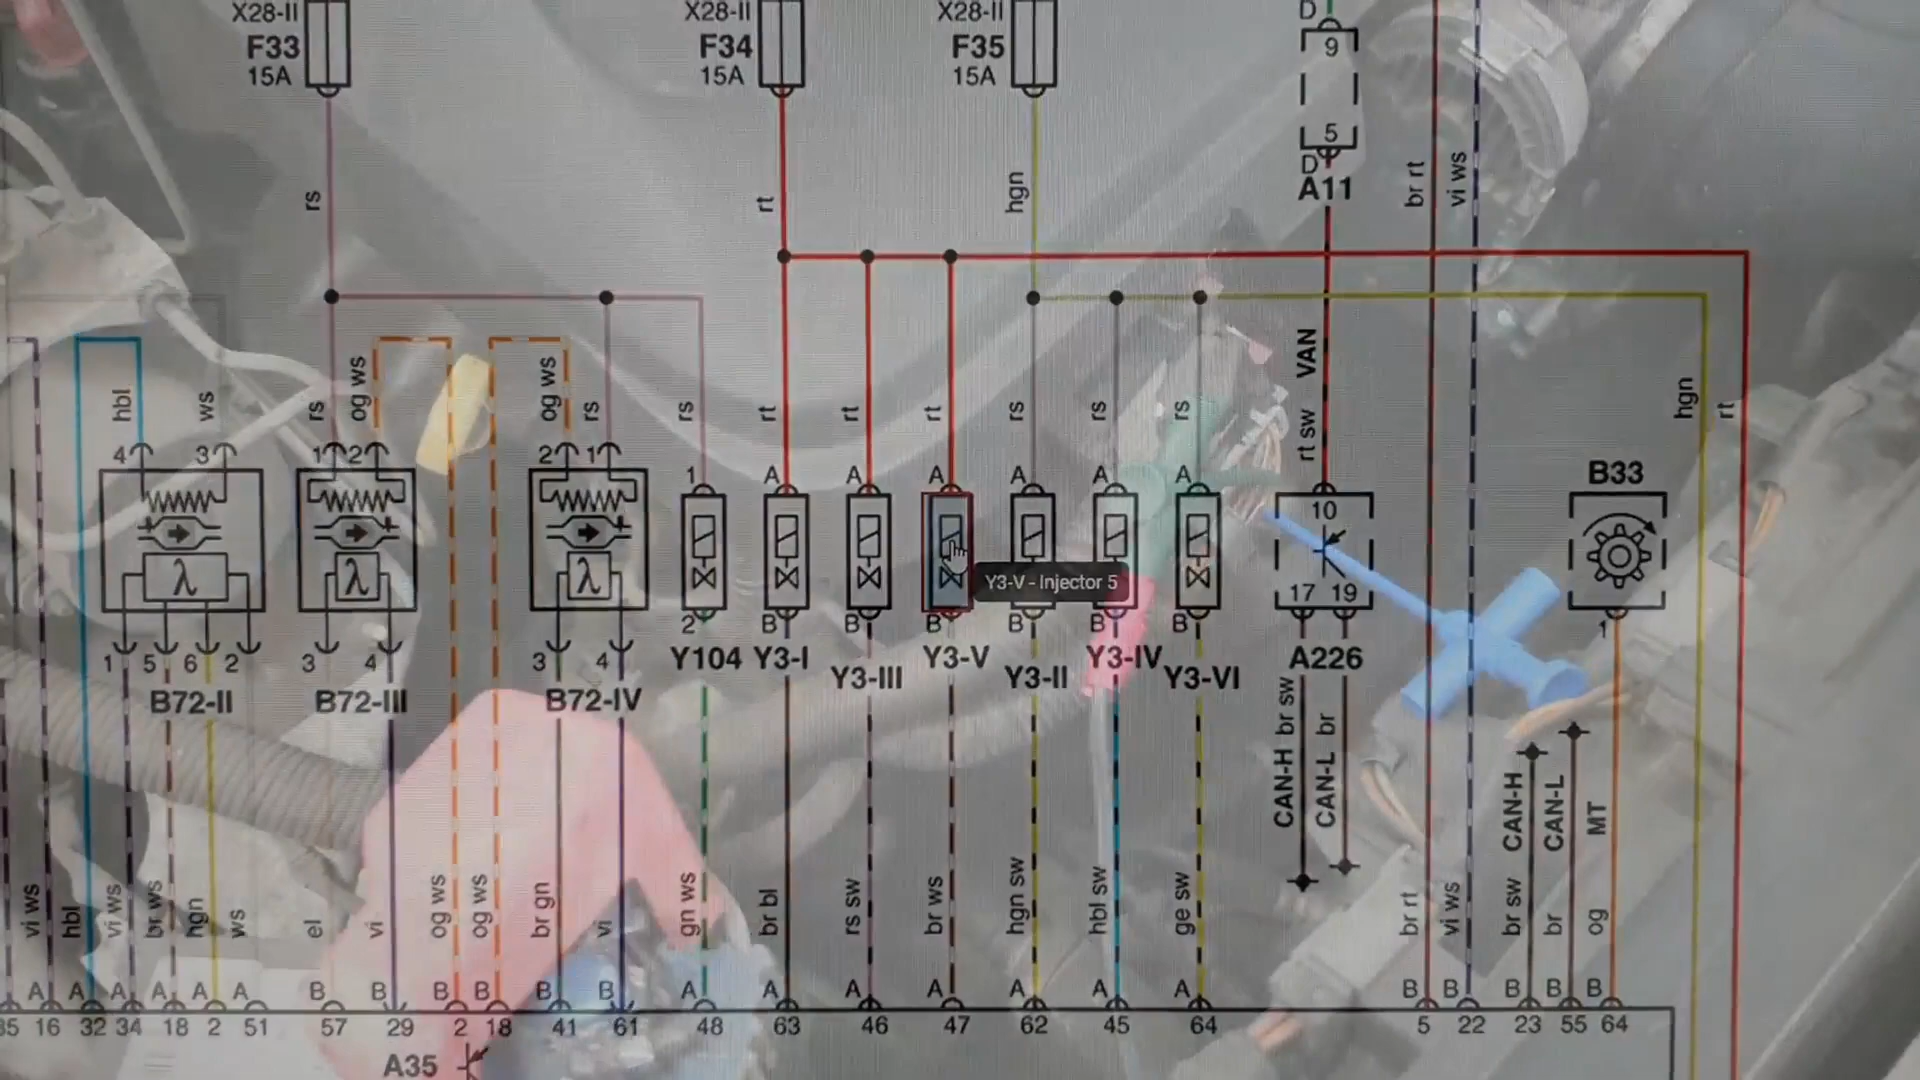 X28-II X28-II X28-II D
F33 F34 F35 9
15A 15A 15A
5
D
A11
rs rt hgn br rt vi ws
VAN
hbl ws rs og ws og ws rs rs rt rt rt rs rs rs rt sw hgn rt
4 3 1 2 2 1 1 A A A A A A B33
10
λ λ λ
Y3-V - Injector 5
17 19
2 B B B B B B 1
1 5 6 2 3 4 3 4 Y104 Y3-I Y3-V Y3-IV A226
Y3-III Y3-II Y3-VI
B72-II B72-III B72-IV
CAN-H br sw CAN-L br CAN-H CAN-L MT
vi ws hbl vi ws br ws hgn ws el vi og ws og ws br gn vi gn ws br bl rs sw br ws hgn sw hbl sw ge sw br rt vi ws br sw br og
A A A A A A B B B B B B A A A A A A A B B B B B
35 16 32 34 18 2 51 57 29 2 18 41 61 48 63 46 47 62 45 64 5 22 23 55 64
A35